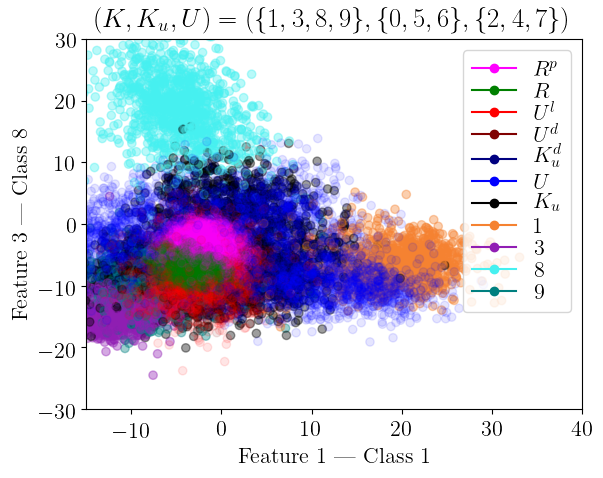 (K, K_u, U) = ({1, 3, 8, 9}, {0, 5, 6}, {2, 4, 7})
Feature 3 — Class 8
30
20
10
0
−10
−20
−30
R^p
R
U^l
U^d
K_u^d
U
K_u
1
3
8
9
−10
0
10
20
30
40
Feature 1 — Class 1